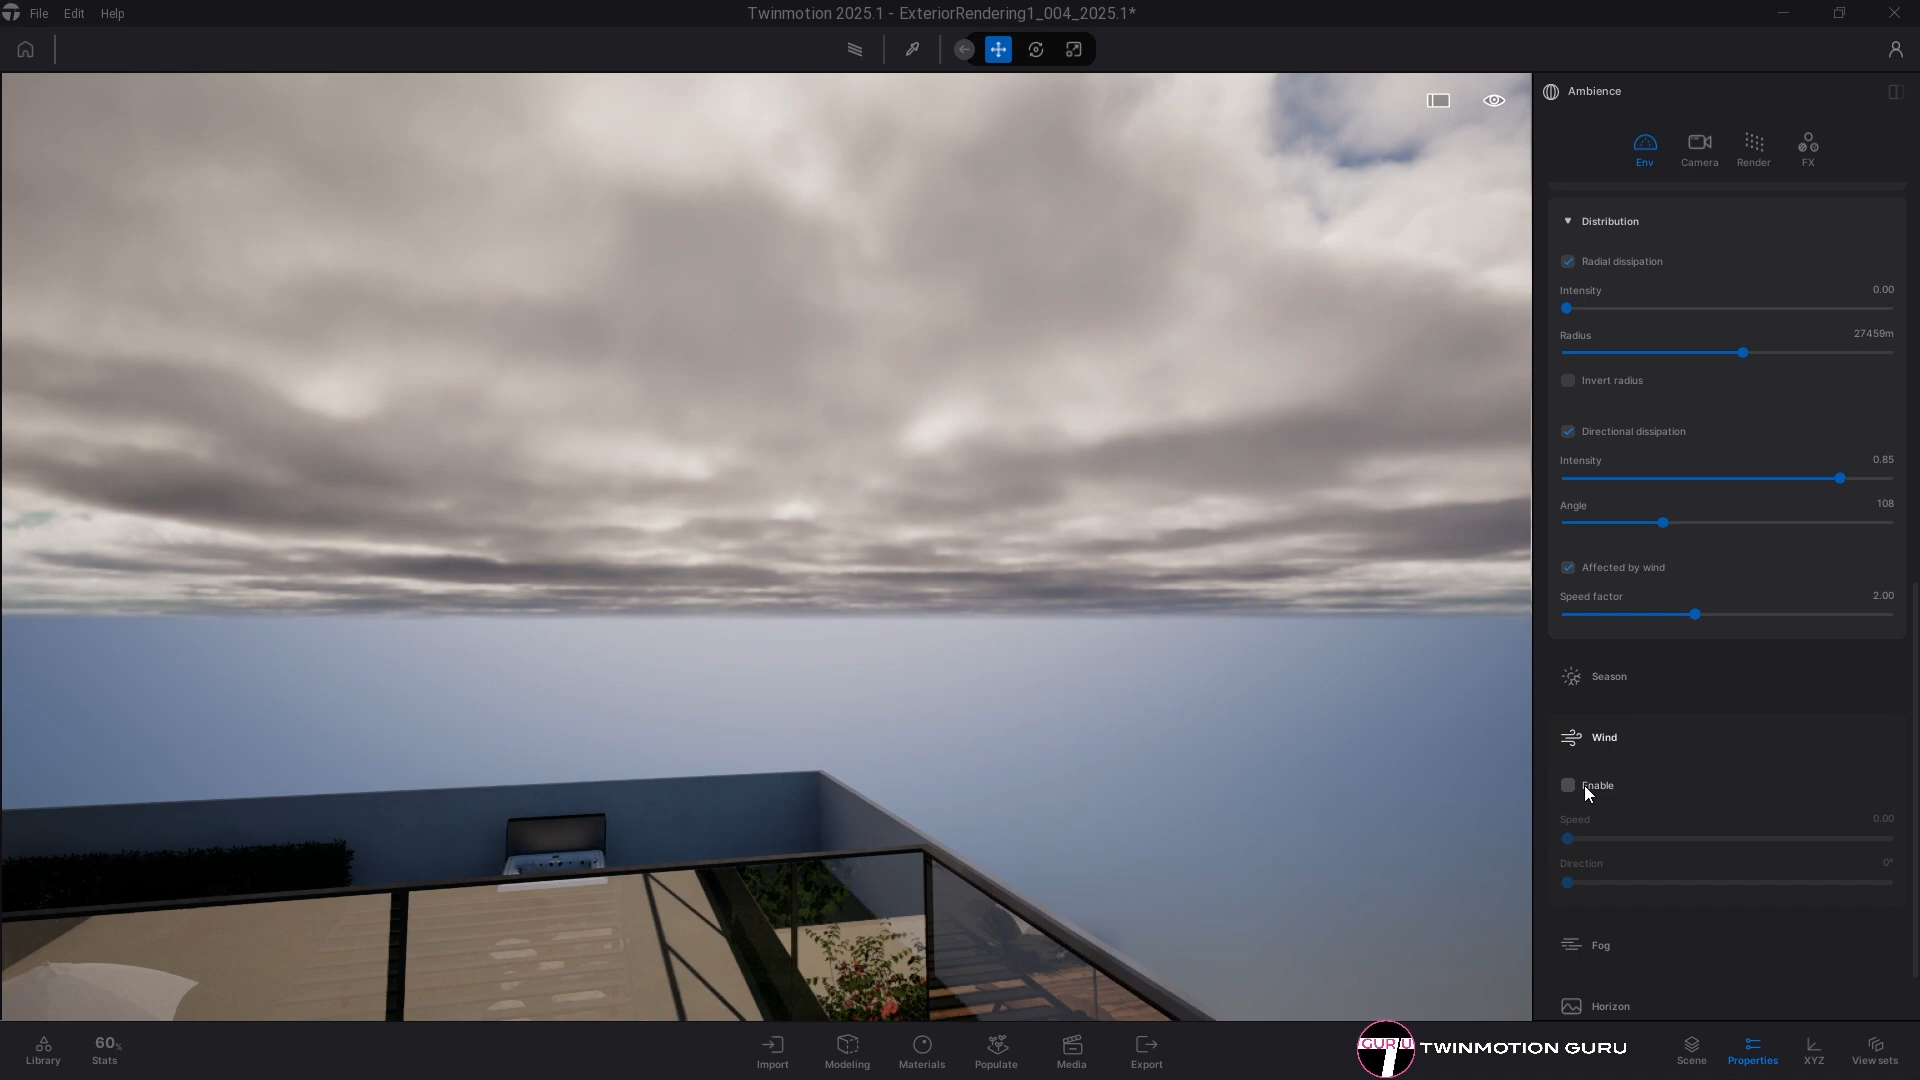 File Edit Help
Twinmotion 2025.1 - ExteriorRendering1_004_2025.1*
Ambience
Env Camera Render FX
Distribution
Radial dissipation
Intensity 0.00
Radius 27459m
Invert radius
Directional dissipation
Intensity 0.85
Angle 108
Affected by wind
Speed factor 2.00
Season
Wind
Enable
Speed 0.00
Direction 0°
Fog
Horizon
60%
Library Stats Import Modeling Materials Populate Media Export
GURU
T TWINMOTION GURU
Scene Properties XYZ View sets